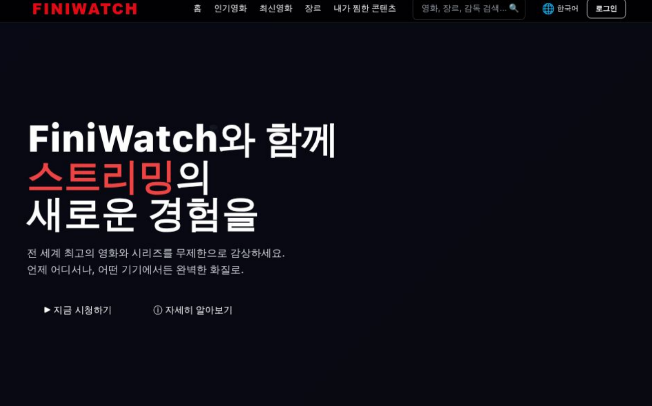 FINIWATCH
홈 인기영화 최신영화 장르 내가 찜한 콘텐츠 영화, 장르, 감독 검색... 🔍 🌐 한국어 로그인
FiniWatch와 함께
스트리밍의
새로운 경험을
전 세계 최고의 영화와 시리즈를 무제한으로 감상하세요.
언제 어디서나, 어떤 기기에서든 완벽한 화질로.
▶ 지금 시청하기 ⓘ 자세히 알아보기